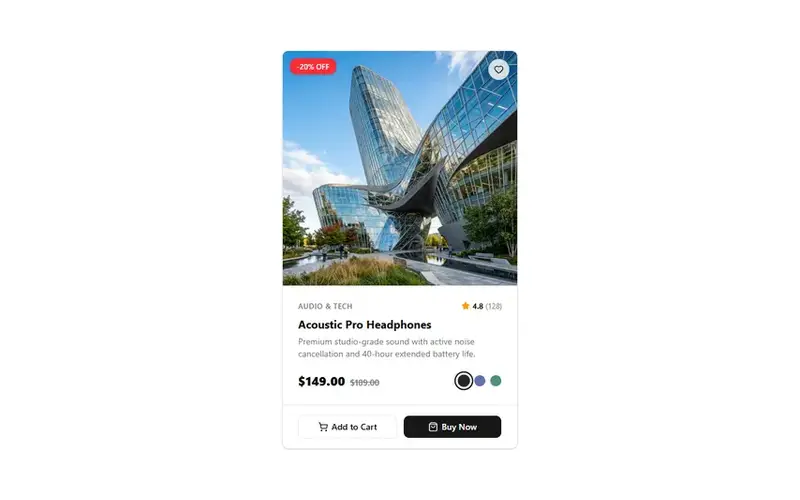 -20% OFF
AUDIO & TECH
4.8 (128)
Acoustic Pro Headphones
Premium studio-grade sound with active noise
cancellation and 40-hour extended battery life.
$149.00 $189.00
Add to Cart
Buy Now